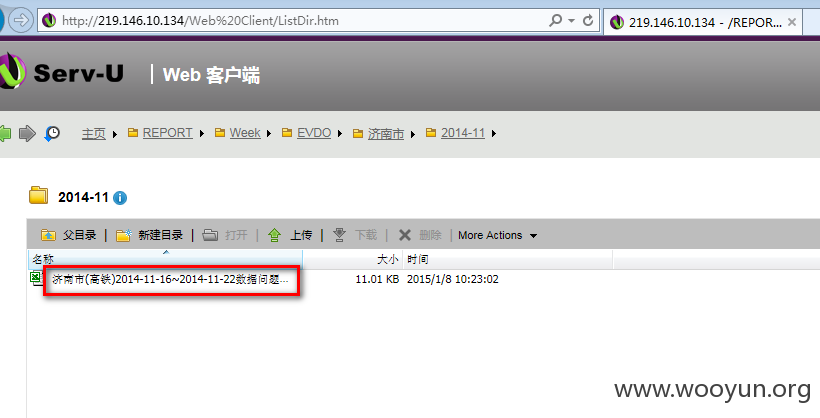 http://219.146.10.134/Web%20Client/ListDir.htm
219.146.10.134 - /REPOR...
Serv-U Web 客户端
主页 REPORT Week EVDO 济南市 2014-11
2014-11
父目录 新建目录 打开 上传 下载 删除 More Actions
名称 大小 时间
济南市(高铁)2014-11-16~2014-11-22数据问题... 11.01 KB 2015/1/8 10:23:02
www.wooyun.org